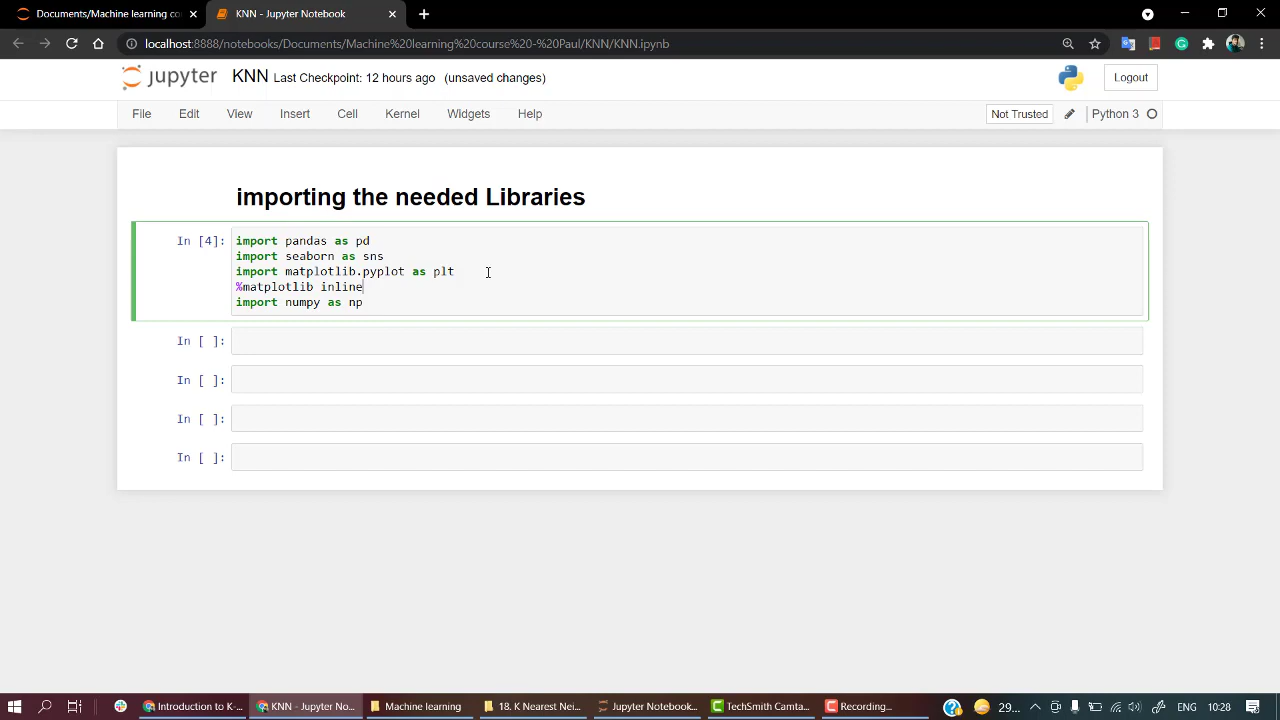 Documents/Machine learning cou
KNN - Jupyter Notebook
localhost:8888/notebooks/Documents/Machine%20learning%20course%20-%20Paul/KNN/KNN.ipynb
jupyter KNN Last Checkpoint: 12 hours ago (unsaved changes)
Logout
File Edit View Insert Cell Kernel Widgets Help
Not Trusted
Python 3
importing the needed Libraries
In [4]:
import pandas as pd
import seaborn as sns
import matplotlib.pyplot as plt
%matplotlib inline
import numpy as np
In [ ]:
In [ ]:
In [ ]:
In [ ]:
Introduction to K-... KNN - Jupyter No... Machine learning 18. K Nearest Nei... Jupyter Notebook... TechSmith Camta... Recording... 29... ENG 10:28